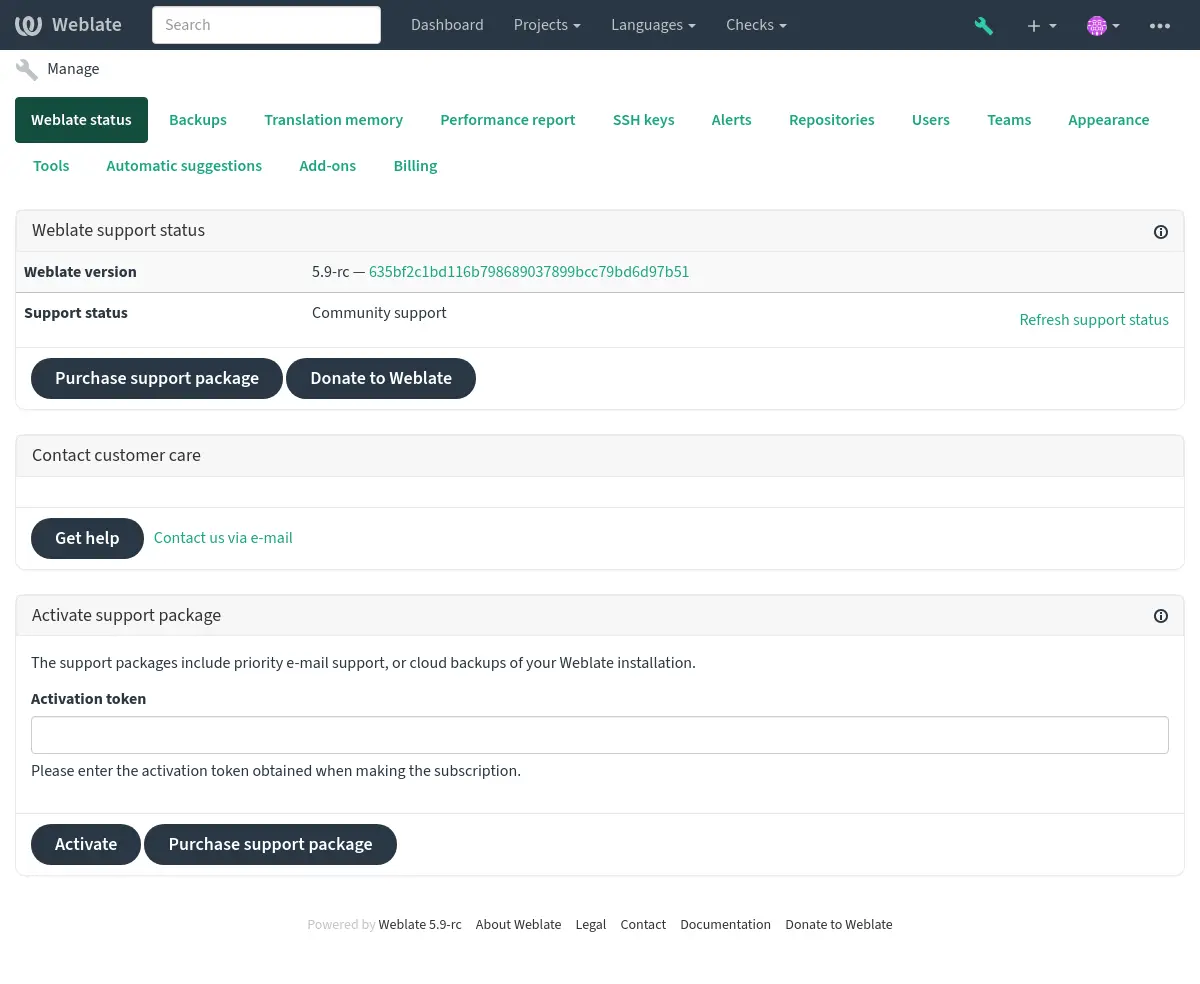 Weblate Search Dashboard Projects Languages Checks
Manage
Weblate status Backups Translation memory Performance report SSH keys Alerts Repositories Users Teams Appearance
Tools Automatic suggestions Add-ons Billing
Weblate support status
Weblate version 5.9-rc — 635bf2c1bd116b798689037899bcc79bd6d97b51
Support status Community support Refresh support status
Purchase support package Donate to Weblate
Contact customer care
Get help Contact us via e-mail
Activate support package
The support packages include priority e-mail support, or cloud backups of your Weblate installation.
Activation token
Please enter the activation token obtained when making the subscription.
Activate Purchase support package
Powered by Weblate 5.9-rc About Weblate Legal Contact Documentation Donate to Weblate